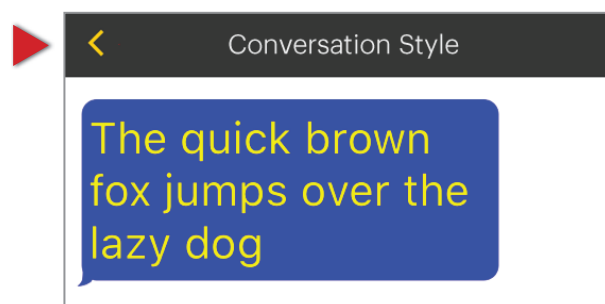 Conversation Style
The quick brown
fox jumps over the
lazy dog